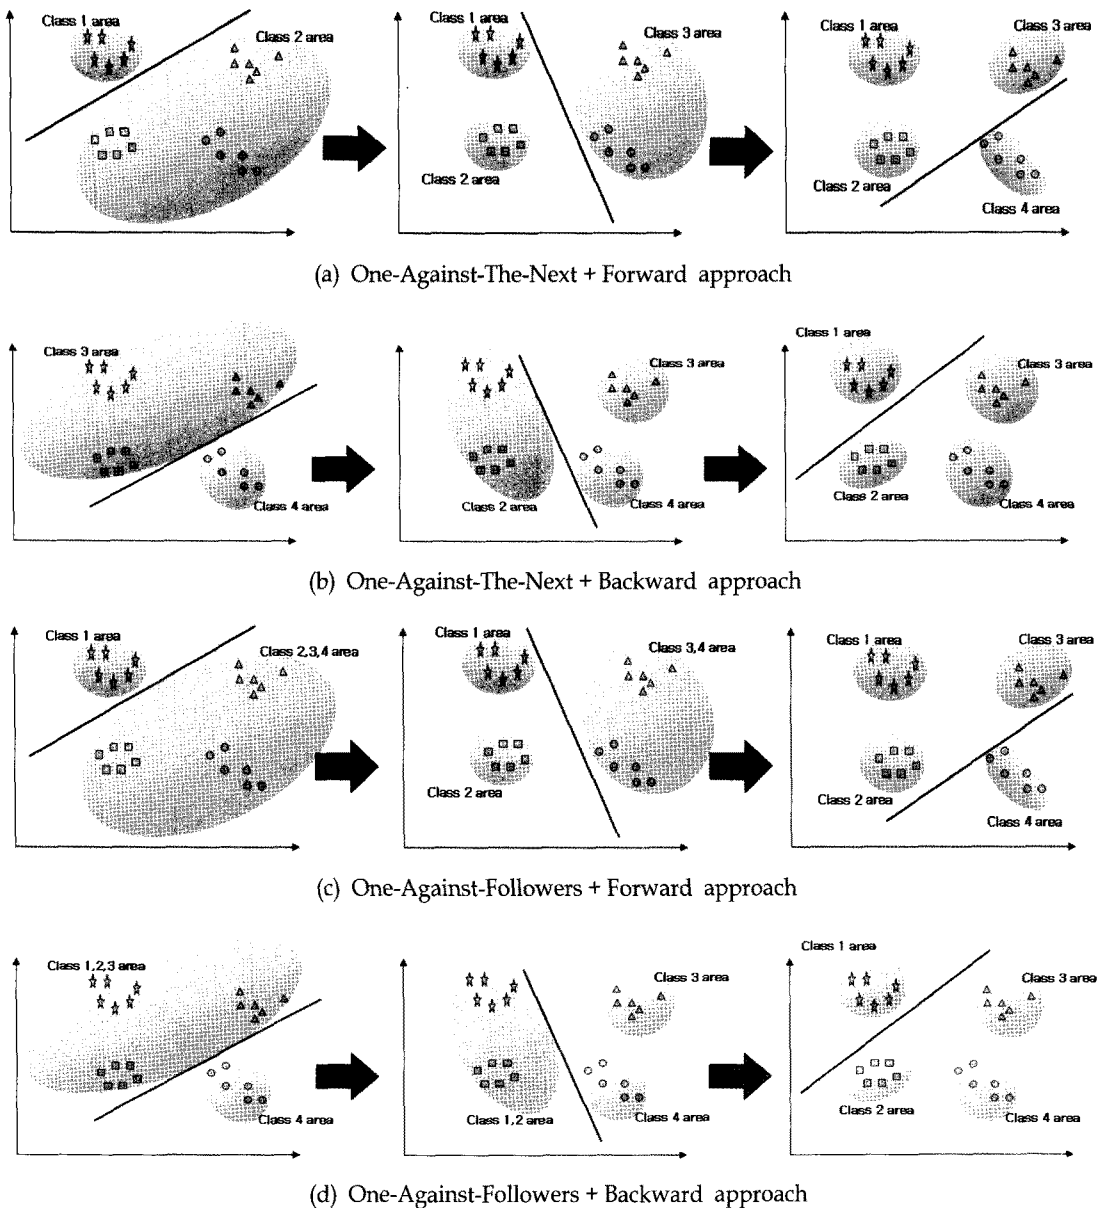 Class 1 area
Class 2 area
Class 1 area
Class 3 area
Class 2 area
Class 1 area
Class 3 area
Class 2 area
Class 4 area
(a) One-Against-The-Next + Forward approach
Class 3 area
Class 4 area
Class 3 area
Class 2 area
Class 4 area
Class 1 area
Class 3 area
Class 2 area
Class 4 area
(b) One-Against-The-Next + Backward approach
Class 1 area
Class 2,3,4 area
Class 1 area
Class 3,4 area
Class 2 area
Class 1 area
Class 3 area
Class 2 area
Class 4 area
(c) One-Against-Followers + Forward approach
Class 1,2,3 area
Class 4 area
Class 3 area
Class 1,2 area
Class 4 area
Class 1 area
Class 3 area
Class 2 area
Class 4 area
(d) One-Against-Followers + Backward approach